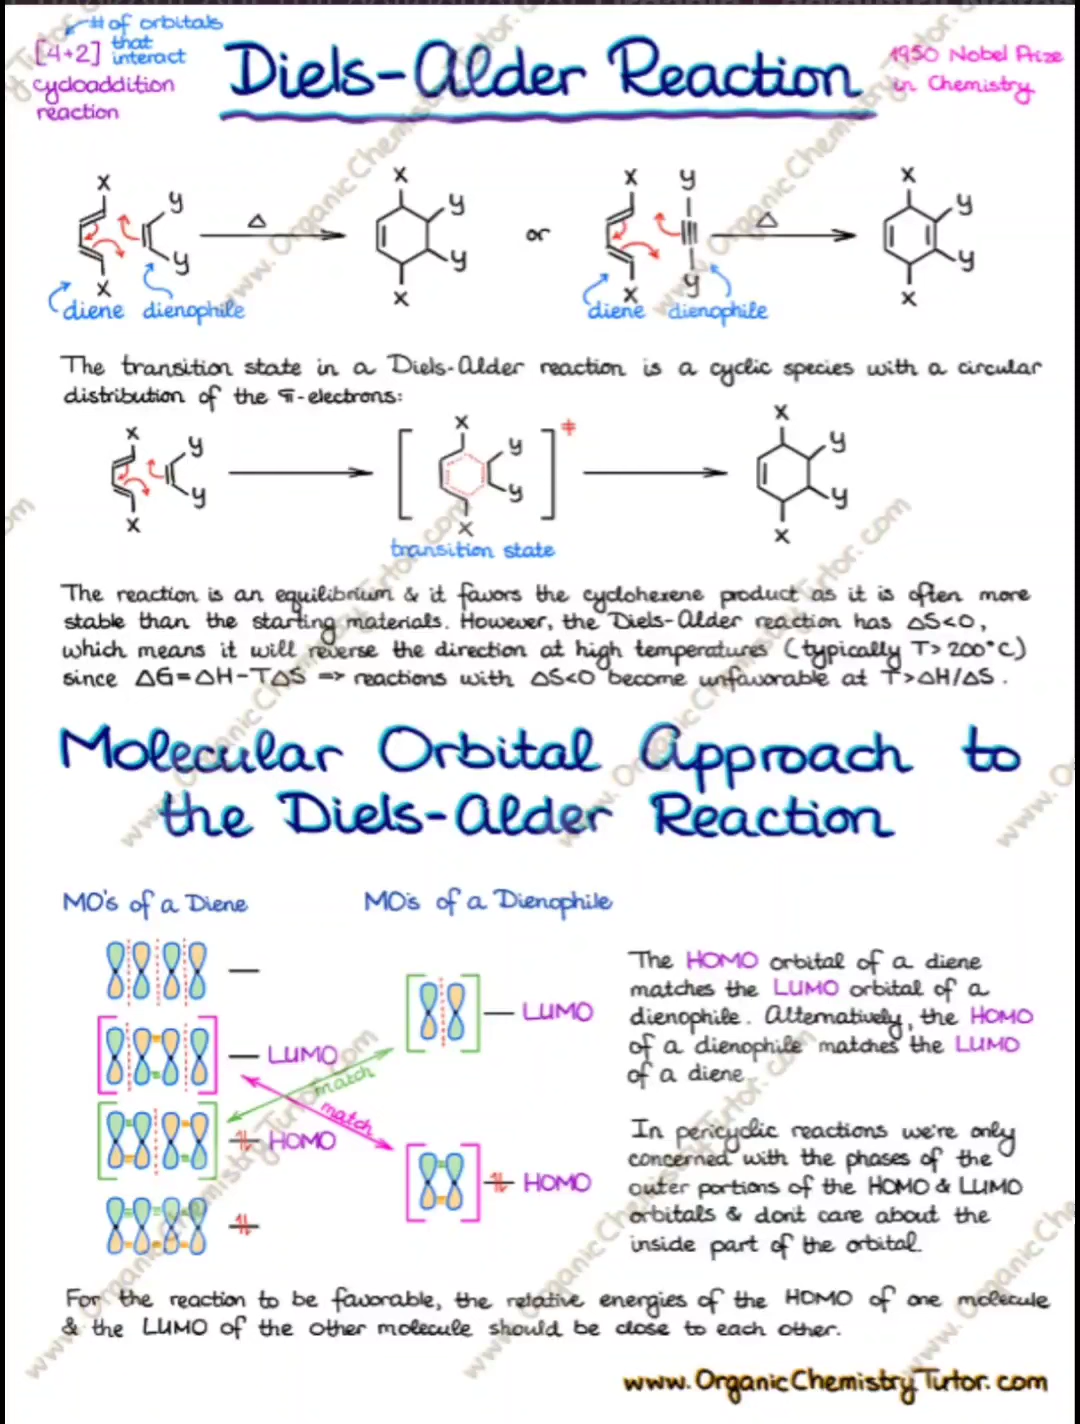 # of orbitals
that
[4+2] interact
cycloaddition
reaction
Diels-Alder Reaction
1950 Nobel Prize
in Chemistry
X
y
y
X
Δ
X
y
y
X
or
X
y
X
y
Δ
X
y
y
X
diene dienophile
diene dienophile
The transition state in a Diels-Alder reaction is a cyclic species with a circular
distribution of the π-electrons:
X
y
y
X
X
y
y
X
‡
X
y
y
X
transition state
The reaction is an equilibrium & it favors the cyclohexene product as it is often more
stable than the starting materials. However, the Diels-Alder reaction has ΔS<0,
which means it will reverse the direction at high temperatures (typically T>200°C)
since ΔG=ΔH-TΔS => reactions with ΔS<0 become unfavorable at T>ΔH/ΔS.
Molecular Orbital Approach to
the Diels-Alder Reaction
MO's of a Diene
MO's of a Dienophile
LUMO
LUMO
match
match
HOMO
HOMO
The HOMO orbital of a diene
matches the LUMO orbital of a
dienophile. Alternatively, the HOMO
of a dienophile matches the LUMO
of a diene.
In pericyclic reactions we're only
concerned with the phases of the
outer portions of the HOMO & LUMO
orbitals & don't care about the
inside part of the orbital.
For the reaction to be favorable, the relative energies of the HOMO of one molecule
& the LUMO of the other molecule should be close to each other.
www.OrganicChemistryTutor.com